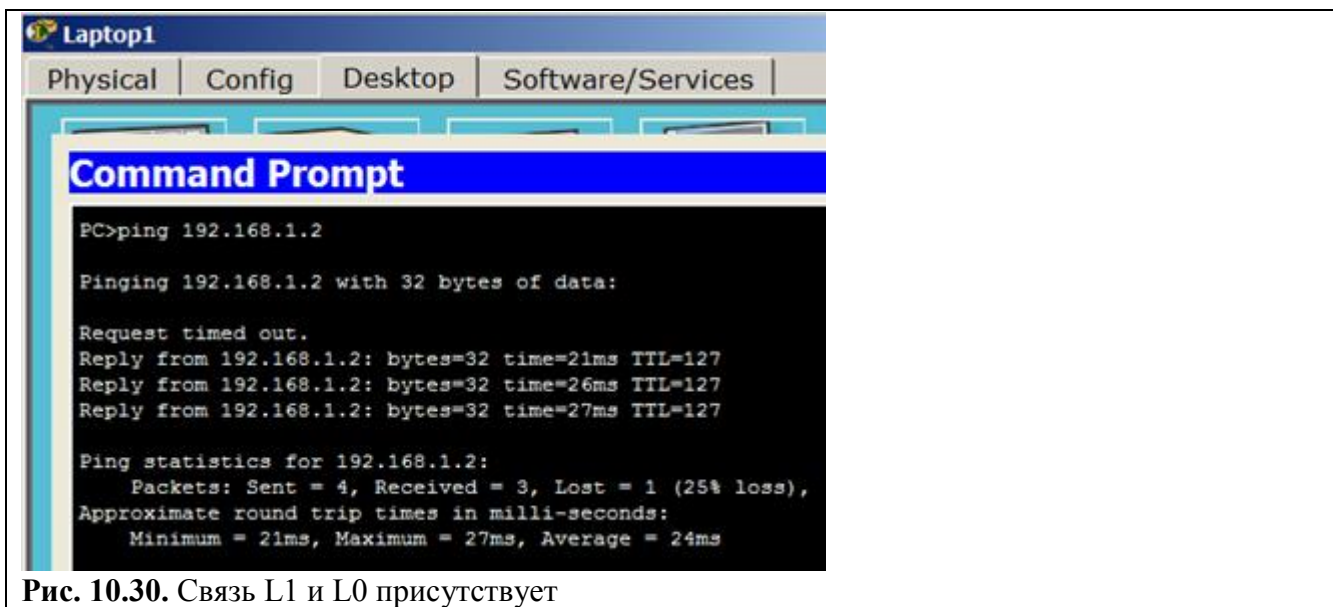 Laptop1
Physical Config Desktop Software/Services
Command Prompt
PC>ping 192.168.1.2
Pinging 192.168.1.2 with 32 bytes of data:
Request timed out.
Reply from 192.168.1.2: bytes=32 time=21ms TTL=127
Reply from 192.168.1.2: bytes=32 time=26ms TTL=127
Reply from 192.168.1.2: bytes=32 time=27ms TTL=127
Ping statistics for 192.168.1.2:
Packets: Sent = 4, Received = 3, Lost = 1 (25% loss),
Approximate round trip times in milli-seconds:
Minimum = 21ms, Maximum = 27ms, Average = 24ms
Рис. 10.30. Связь L1 и L0 присутствует